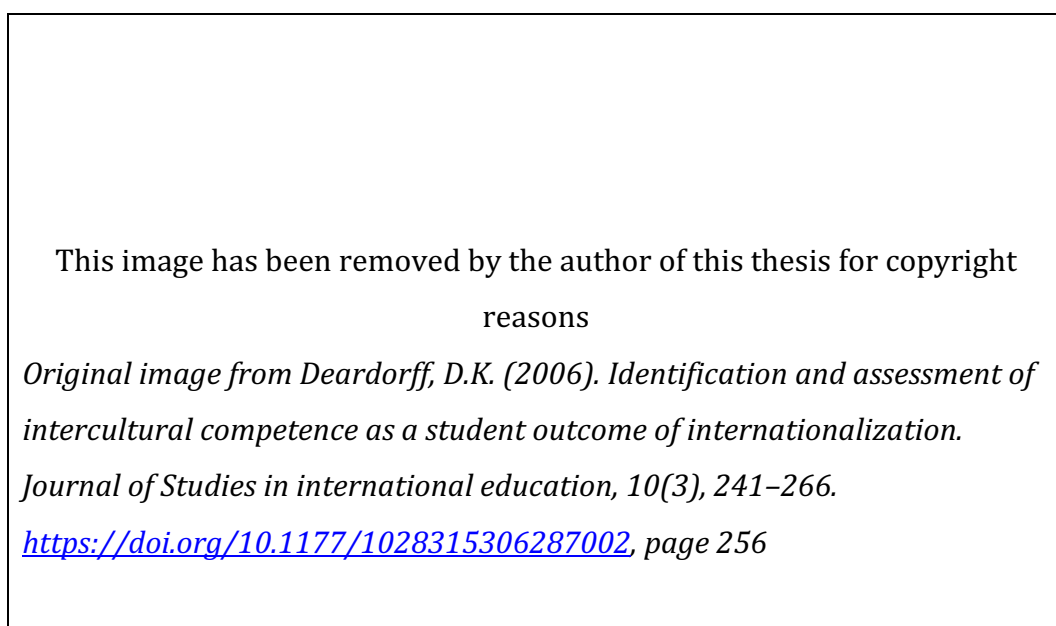 This image has been removed by the author of this thesis for copyright
reasons
Original image from Deardorff, D.K. (2006). Identification and assessment of
intercultural competence as a student outcome of internationalization.
Journal of Studies in international education, 10(3), 241–266.
https://doi.org/10.1177/1028315306287002, page 256